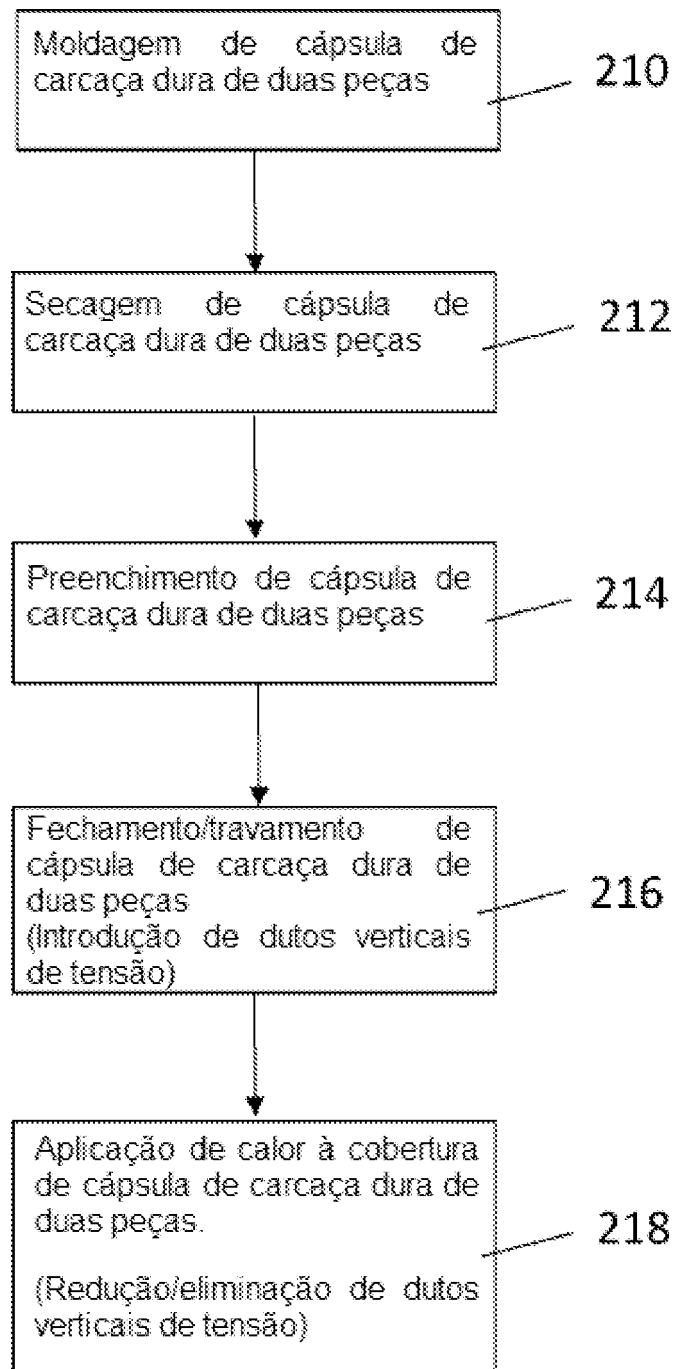 Moldagem de cápsula de
carcaça dura de duas peças
210
Secagem de cápsula de
carcaça dura de duas peças
212
Preenchimento de cápsula de
carcaça dura de duas peças
214
Fechamento/travamento de
cápsula de carcaça dura de
duas peças
(Introdução de dutos verticais
de tensão)
216
Aplicação de calor à cobertura
de cápsula de carcaça dura de
duas peças.
(Redução/eliminação de dutos
verticais de tensão)
218